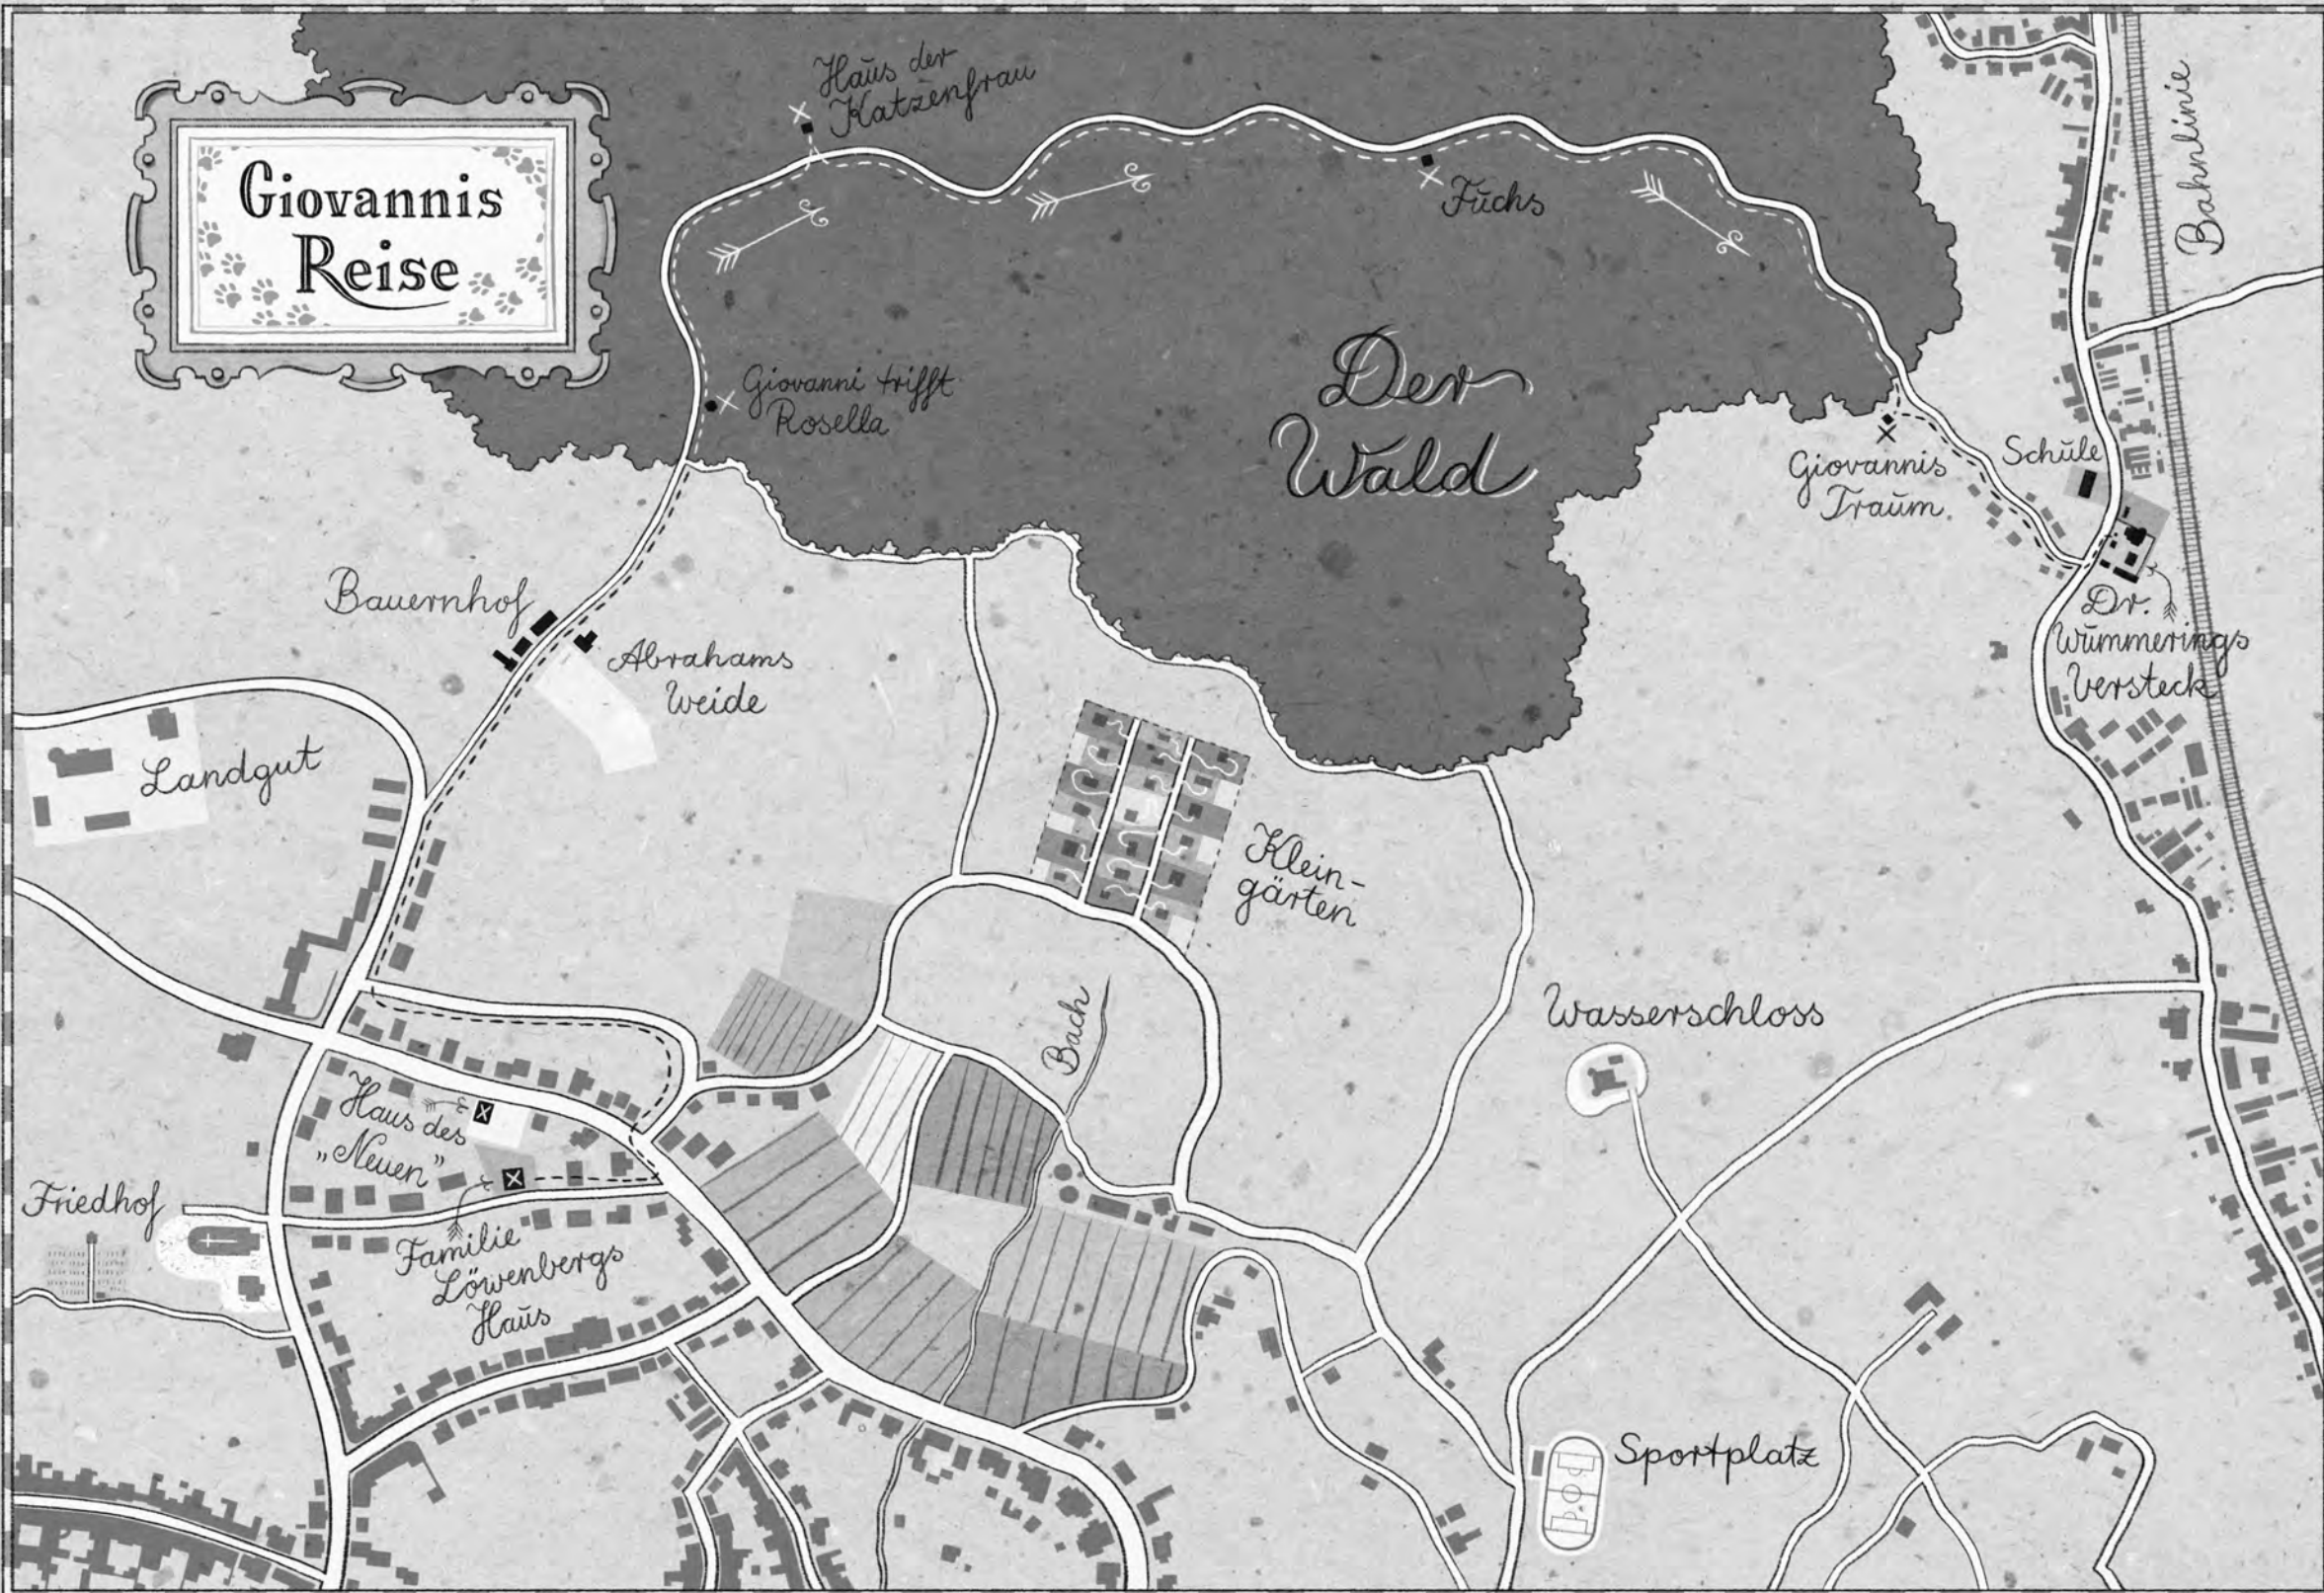 Giovannis
Reise
Haus der
Katzenfrau
Fuchs
Bahnlinie
Giovanni trifft
Rosella
Der
Wald
Giovannis
Traum
Schule
Dr.
Wummerings
Versteck
Bauernhof
Abrahams
Weide
Landgut
Klein-
gärten
Bach
Wasserschloss
Haus des
„Neuen”
Friedhof
Familie
Löwenbergs
Haus
Sportplatz